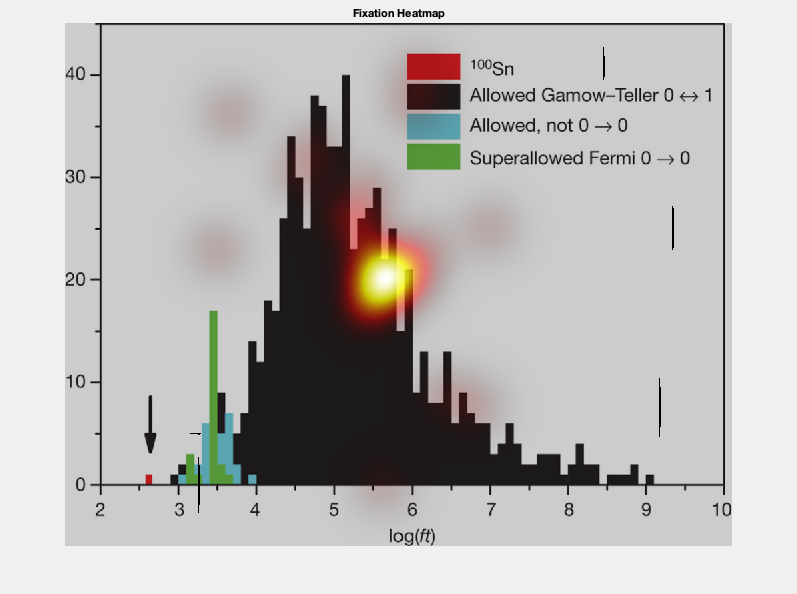 Fixation Heatmap
40
30
20
10
0
¹⁰⁰Sn
Allowed Gamow–Teller 0 ↔ 1
Allowed, not 0 → 0
Superallowed Fermi 0 → 0
2 3 4 5 6 7 8 9 10
log(ft)